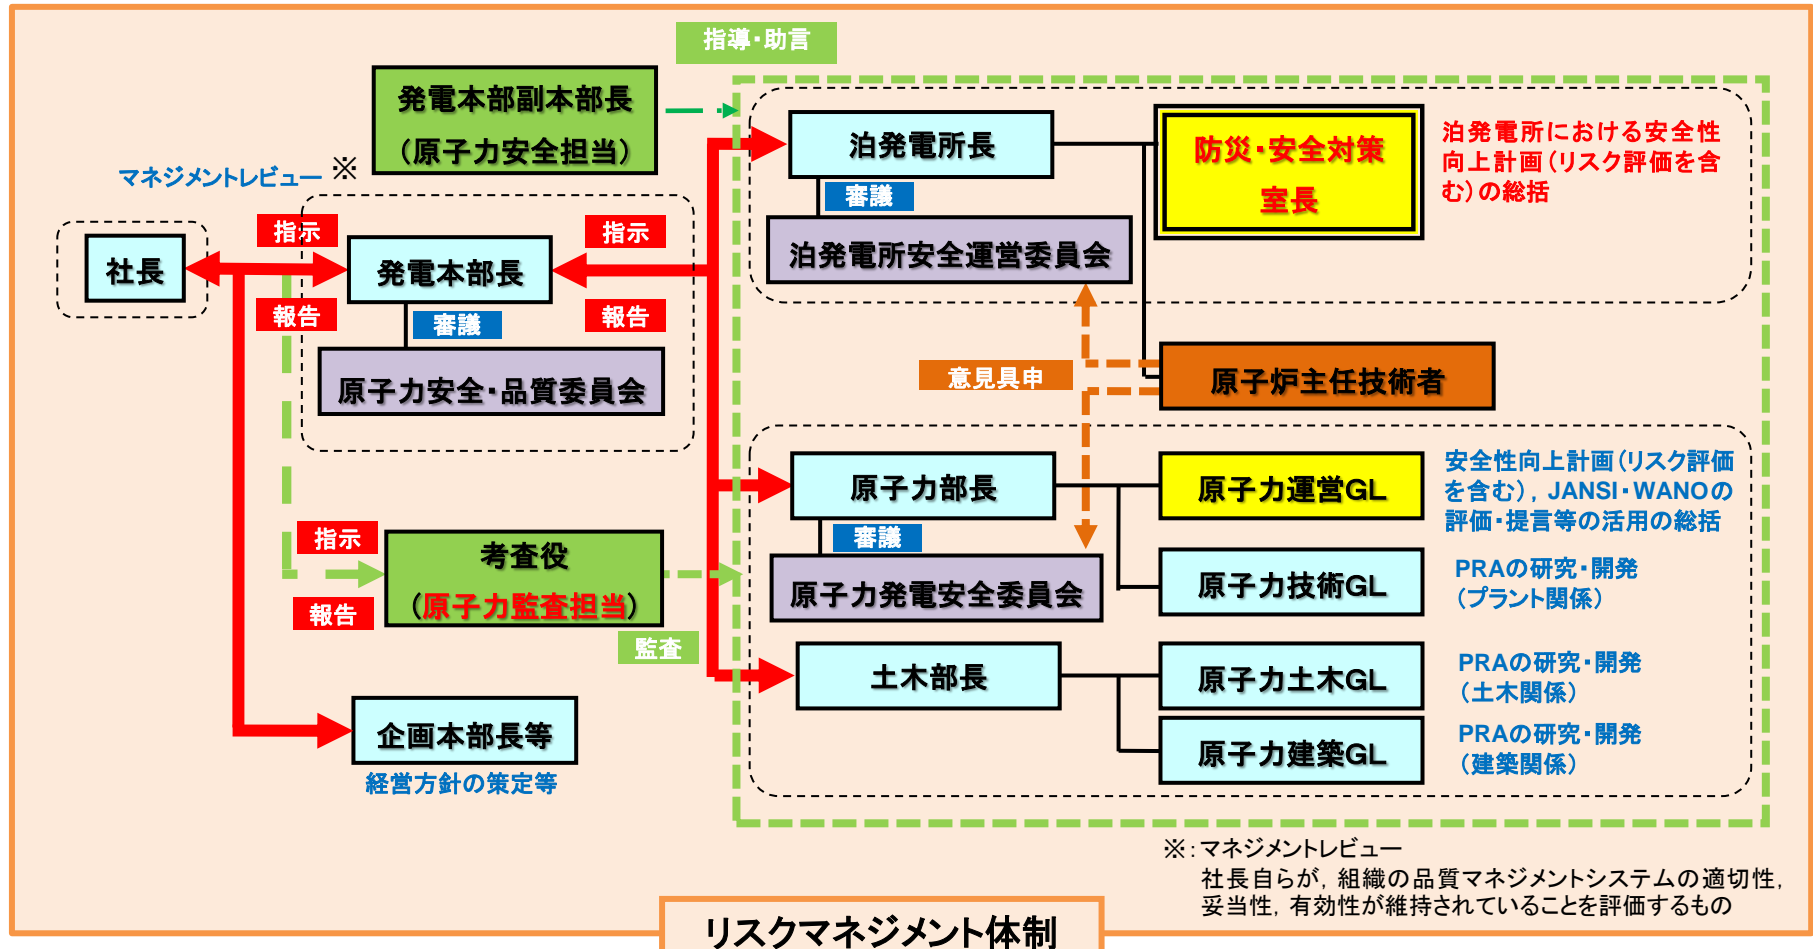 指導・助言
発電本部副本部長
（原子力安全担当）
マネジメントレビュー ※
社長
指示
報告
発電本部長
審議
原子力安全・品質委員会
指示
報告
泊発電所長
審議
泊発電所安全運営委員会
防災・安全対策
室長
泊発電所における安全性
向上計画（リスク評価を含
む）の総括
意見具申
原子炉主任技術者
原子力部長
審議
原子力発電安全委員会
原子力運営GL
安全性向上計画（リスク評価
を含む），JANSI・WANOの
評価・提言等の活用の総括
原子力技術GL
PRAの研究・開発
（プラント関係）
指示
報告
考査役
（原子力監査担当）
監査
土木部長
原子力土木GL
PRAの研究・開発
（土木関係）
原子力建築GL
PRAの研究・開発
（建築関係）
企画本部長等
経営方針の策定等
※：マネジメントレビュー
社長自らが，組織の品質マネジメントシステムの適切性，
妥当性，有効性が維持されていることを評価するもの
リスクマネジメント体制